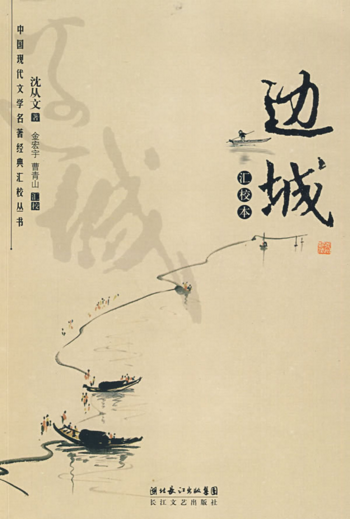 中国现代文学名著经典汇校丛书
沈从文 著
金宏宇 曹青山 汇校
边城
汇校本
湖北长江出版集团
长江文艺出版社